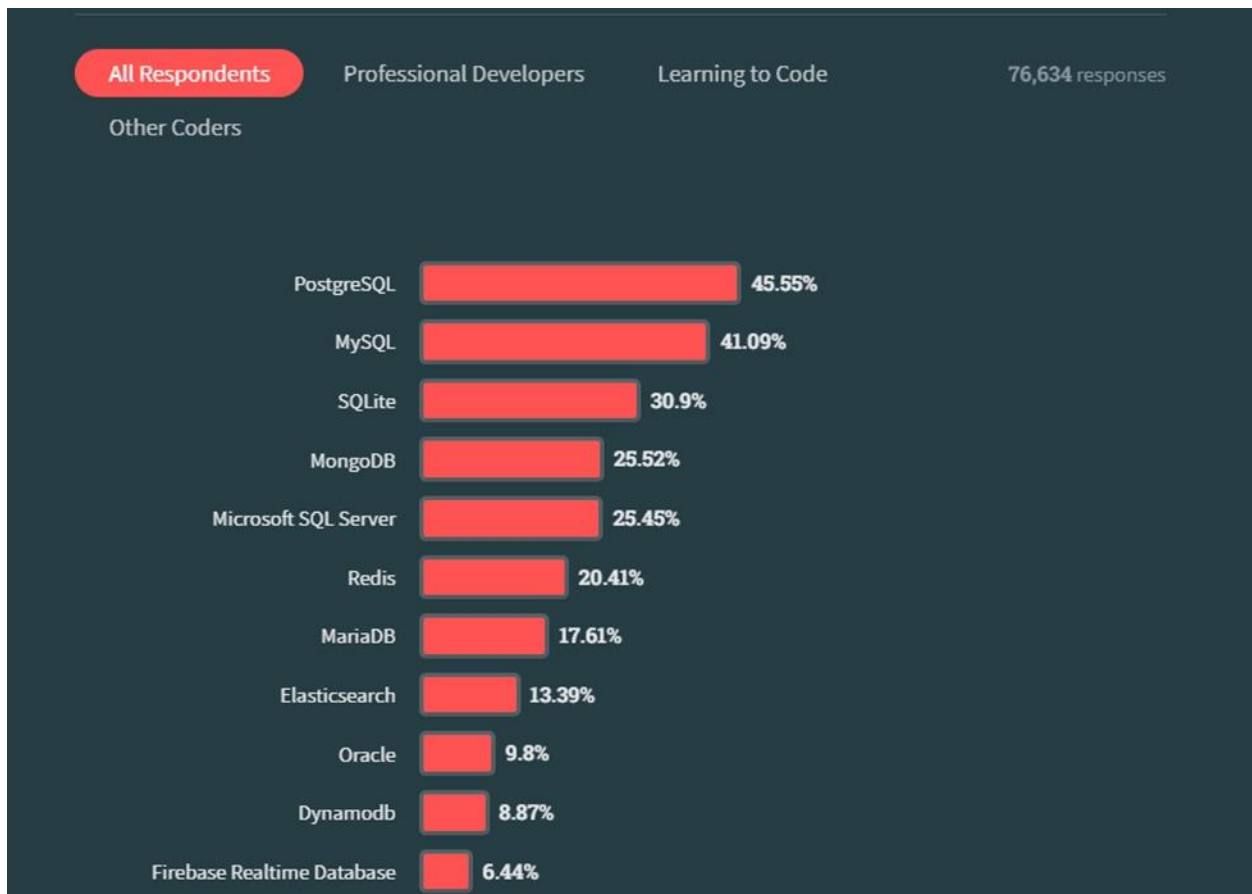 All Respondents Professional Developers Learning to Code 76,634 responses
Other Coders
PostgreSQL 45.55%
MySQL 41.09%
SQLite 30.9%
MongoDB 25.52%
Microsoft SQL Server 25.45%
Redis 20.41%
MariaDB 17.61%
Elasticsearch 13.39%
Oracle 9.8%
Dynamodb 8.87%
Firebase Realtime Database 6.44%